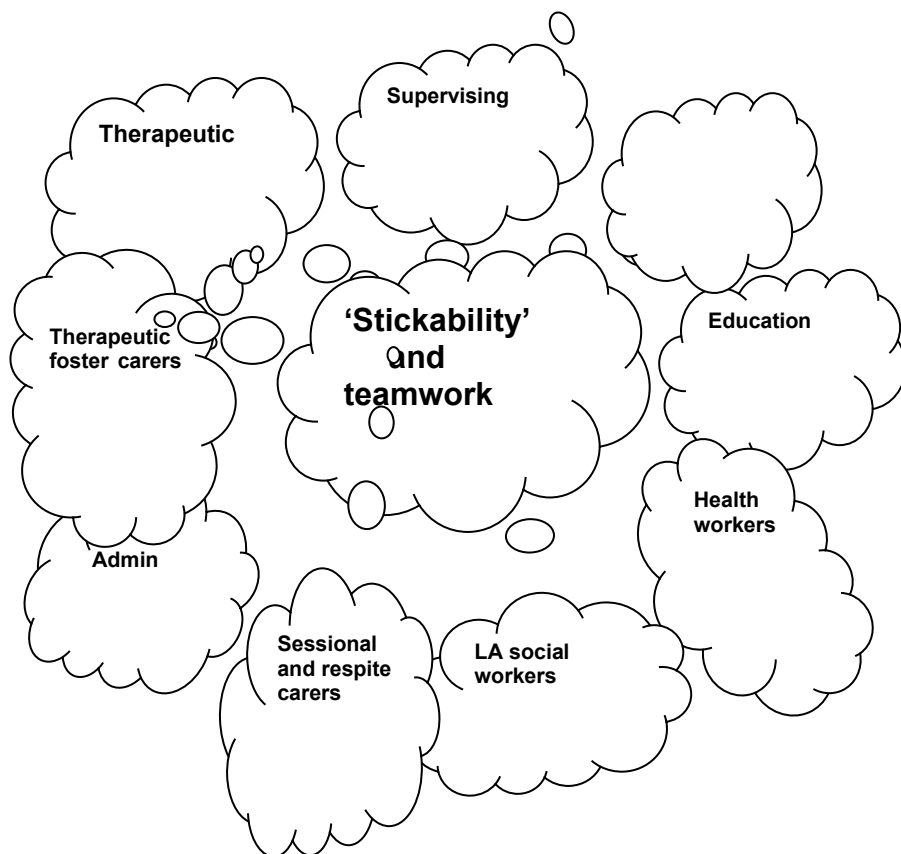 Supervising
Therapeutic
‘Stickability’
and
teamwork
Education
Therapeutic
foster carers
Health
workers
Admin
Sessional
and respite
carers
LA social
workers